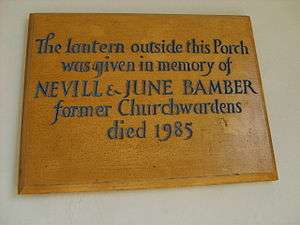 The lantern outside this Porch
was given in memory of
NEVILL & JUNE BAMBER
former Churchwardens
died 1985